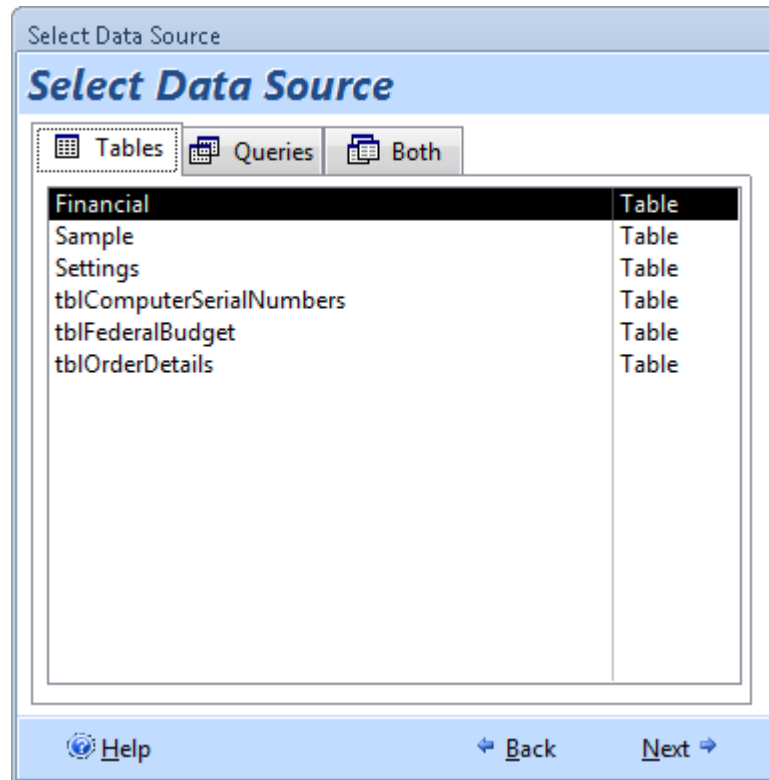 Select Data Source
Select Data Source
Tables Queries Both
Financial Table
Sample Table
Settings Table
tblComputerSerialNumbers Table
tblFederalBudget Table
tblOrderDetails Table
Help Back Next